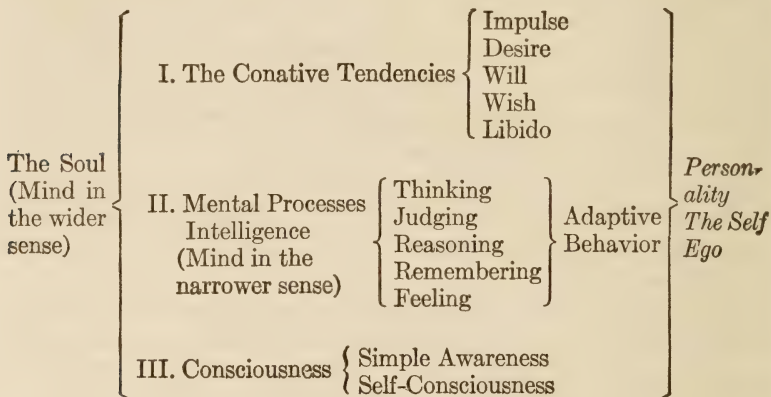 The Soul
(Mind in
the wider
sense)
I. The Conative Tendencies
Impulse
Desire
Will
Wish
Libido
II. Mental Processes
Intelligence
(Mind in the
narrower sense)
Thinking
Judging
Reasoning
Remembering
Feeling
Adaptive
Behavior
III. Consciousness
Simple Awareness
Self-Consciousness
Person-
ality
The Self
Ego